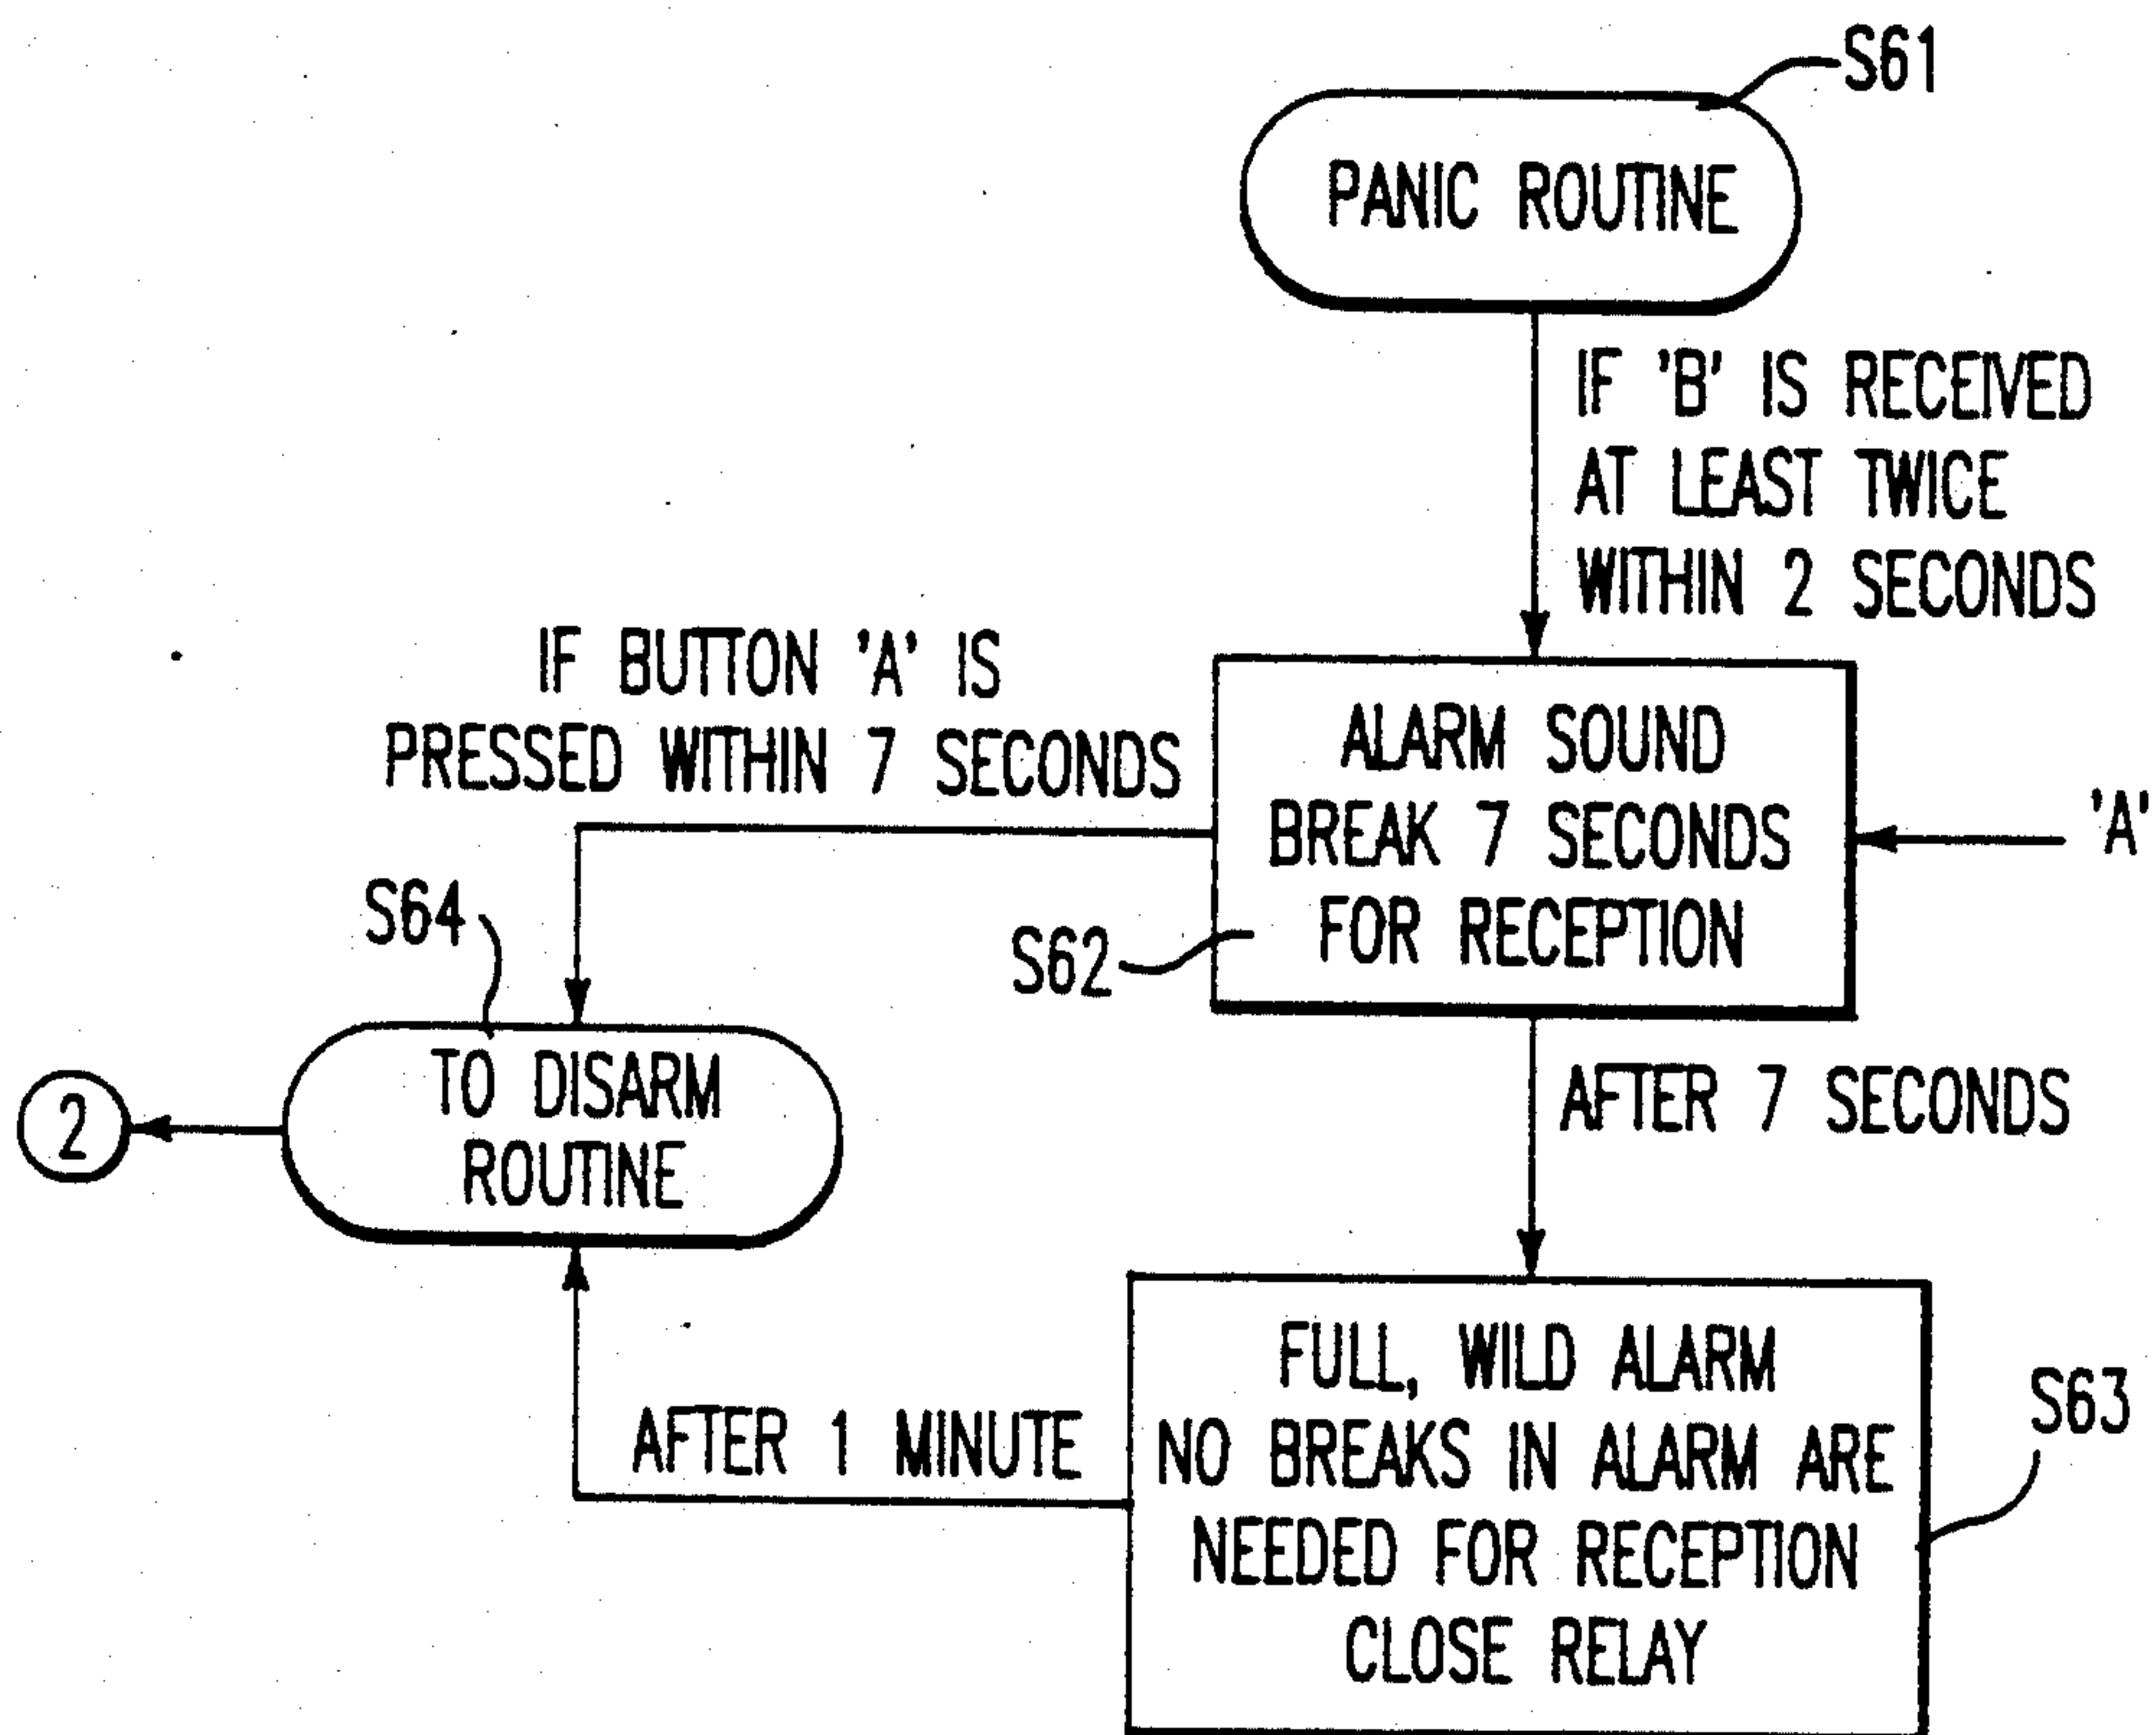 S61
PANIC ROUTINE
IF 'B' IS RECEIVED
AT LEAST TWICE
WITHIN 2 SECONDS
IF BUTTON 'A' IS
PRESSED WITHIN 7 SECONDS
ALARM SOUND
BREAK 7 SECONDS
FOR RECEPTION
'A'
S62
S64
TO DISARM
ROUTINE
2
AFTER 7 SECONDS
FULL, WILD ALARM
NO BREAKS IN ALARM ARE
NEEDED FOR RECEPTION
CLOSE RELAY
S63
AFTER 1 MINUTE